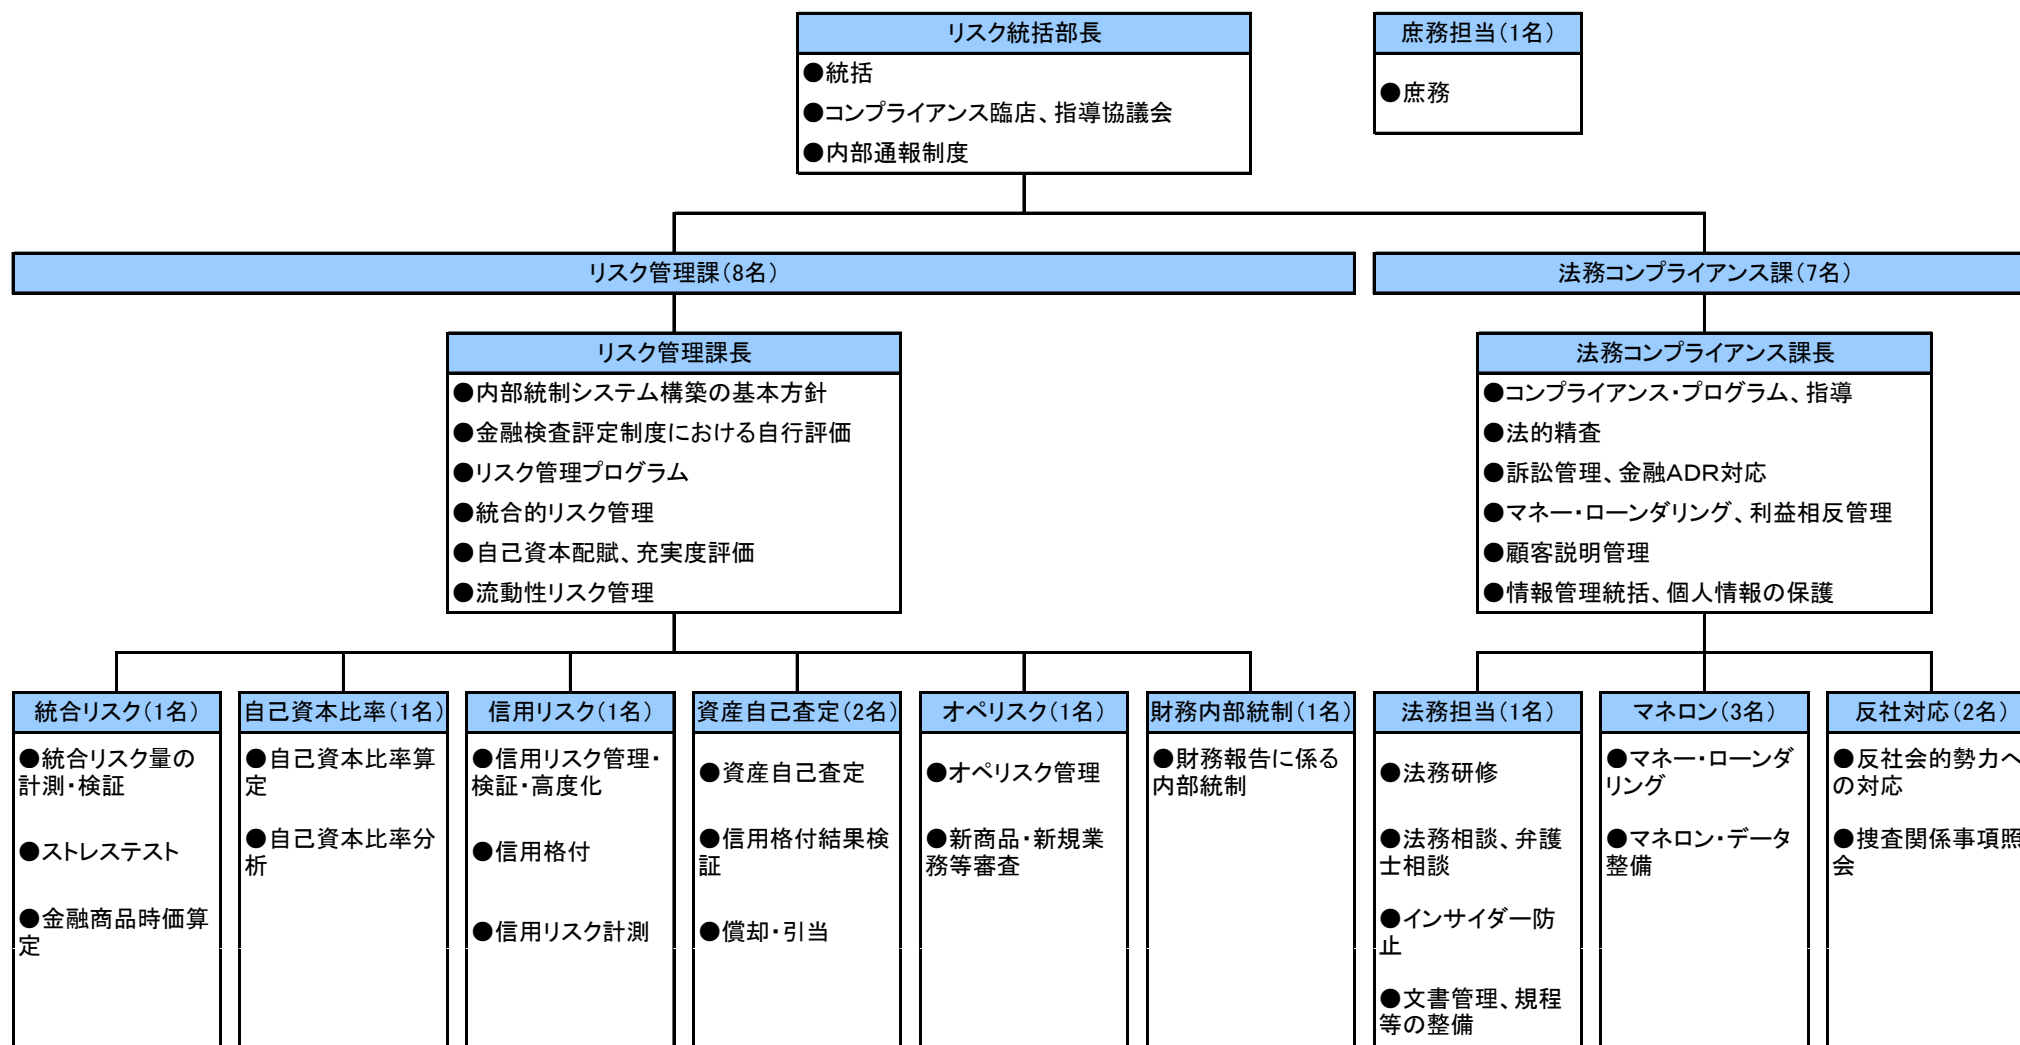 リスク統括部長
●統括
●コンプライアンス臨店、指導協議会
●内部通報制度
庶務担当(1名)
●庶務
リスク管理課(8名)
法務コンプライアンス課(7名)
リスク管理課長
●内部統制システム構築の基本方針
●金融検査評定制度における自行評価
●リスク管理プログラム
●統合的リスク管理
●自己資本配賦、充実度評価
●流動性リスク管理
法務コンプライアンス課長
●コンプライアンス・プログラム、指導
●法的精査
●訴訟管理、金融ADR対応
●マネー・ローンダリング、利益相反管理
●顧客説明管理
●情報管理統括、個人情報の保護
統合リスク(1名)
●統合リスク量の
計測・検証
●ストレステスト
●金融商品時価算
定
自己資本比率(1名)
●自己資本比率算
定
●自己資本比率分
析
信用リスク(1名)
●信用リスク管理・
検証・高度化
●信用格付
●信用リスク計測
資産自己査定(2名)
●資産自己査定
●信用格付結果検
証
●償却・引当
オペリスク(1名)
●オペリスク管理
●新商品・新規業
務等審査
財務内部統制(1名)
●財務報告に係る
内部統制
法務担当(1名)
●法務研修
●法務相談、弁護
士相談
●インサイダー防
止
●文書管理、規程
等の整備
マネロン(3名)
●マネー・ローンダ
リング
●マネロン・データ
整備
反社対応(2名)
●反社会的勢力へ
の対応
●捜査関係事項照
会